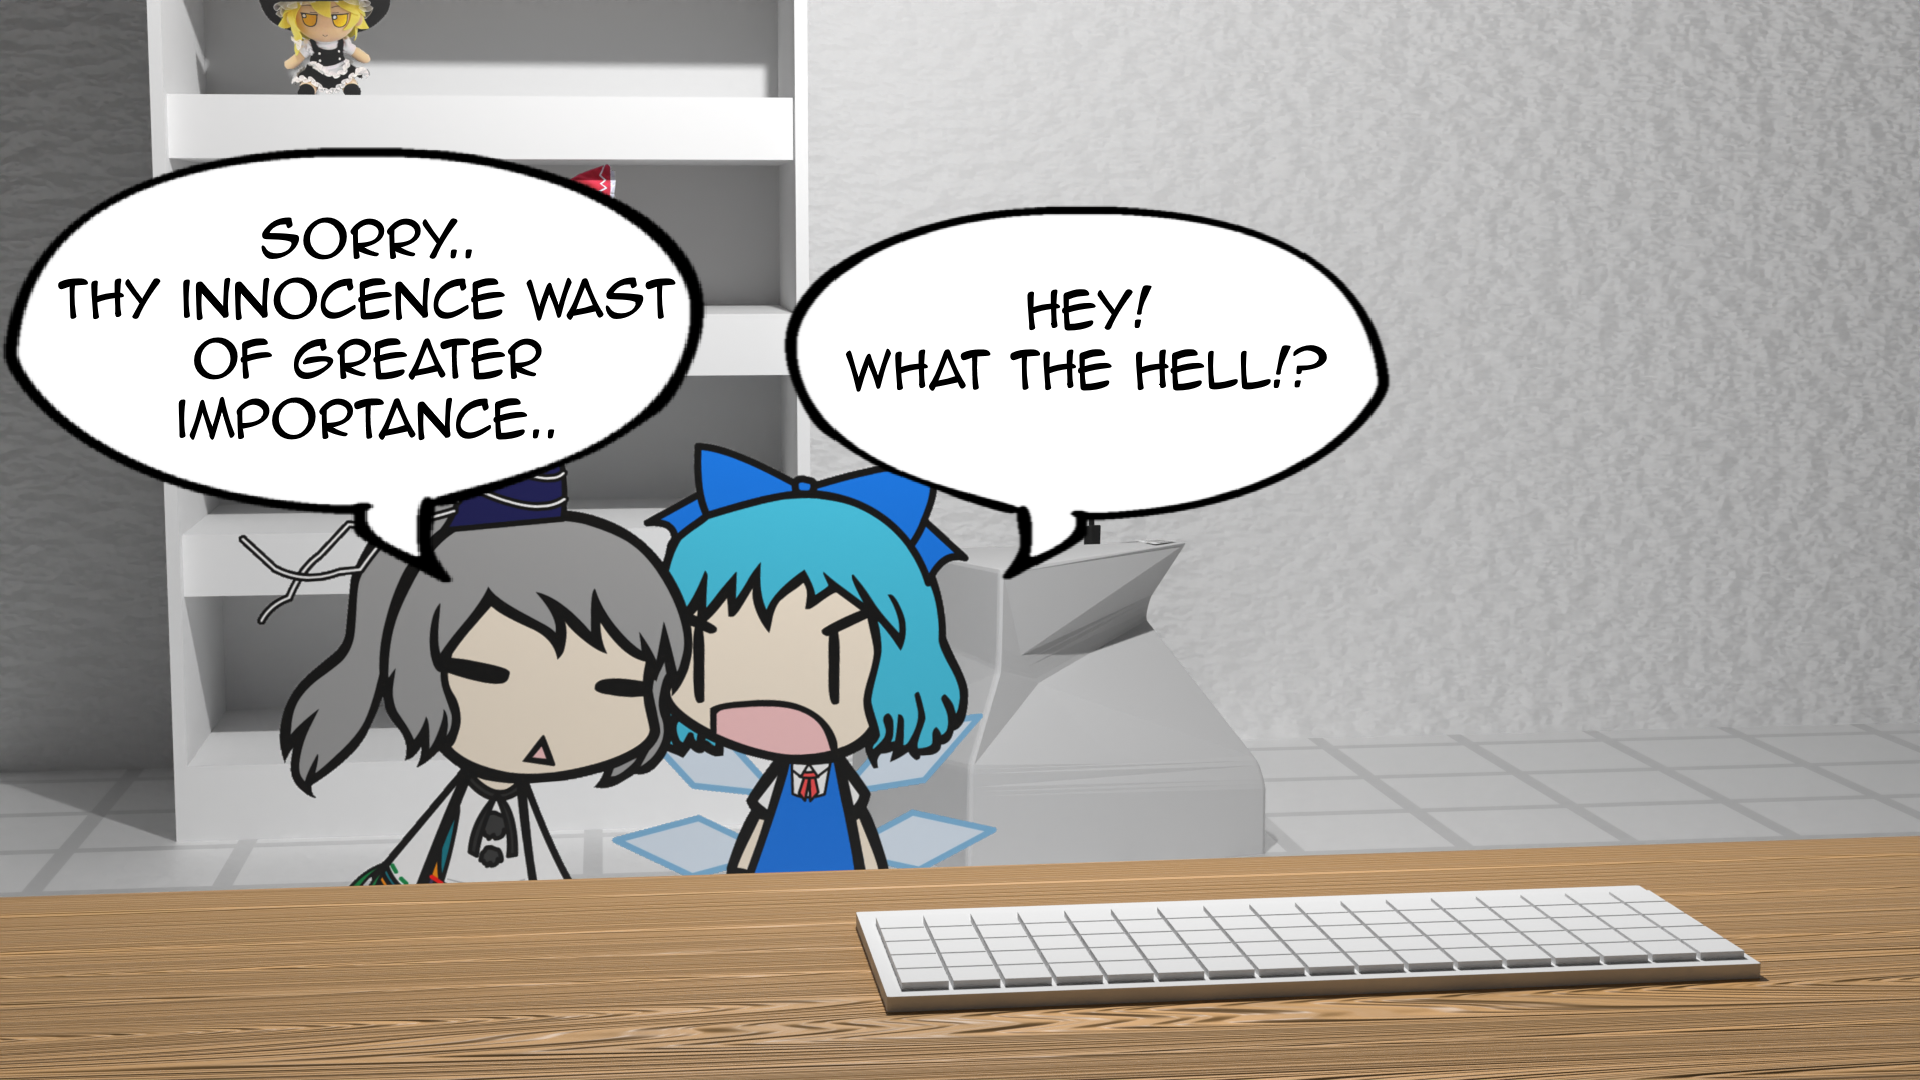 SORRY..
THY INNOCENCE WAST
OF GREATER
IMPORTANCE..
HEY!
WHAT THE HELL!?